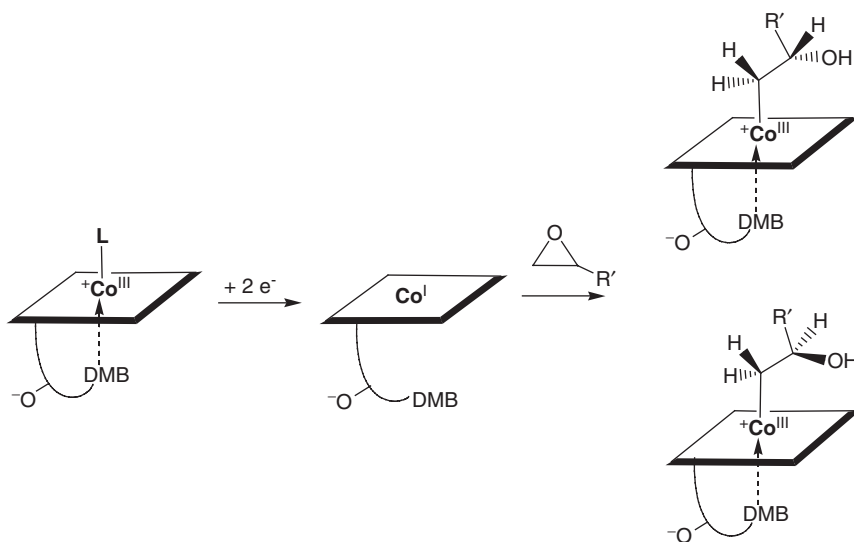 L
⁺Coᴵᴵᴵ
DMB
⁻O
+ 2 e⁻
Coᴵ
DMB
⁻O
O
R′
R′
H
H
OH
H
⁺Coᴵᴵᴵ
DMB
⁻O
R′
H
H
OH
H
⁺Coᴵᴵᴵ
DMB
⁻O